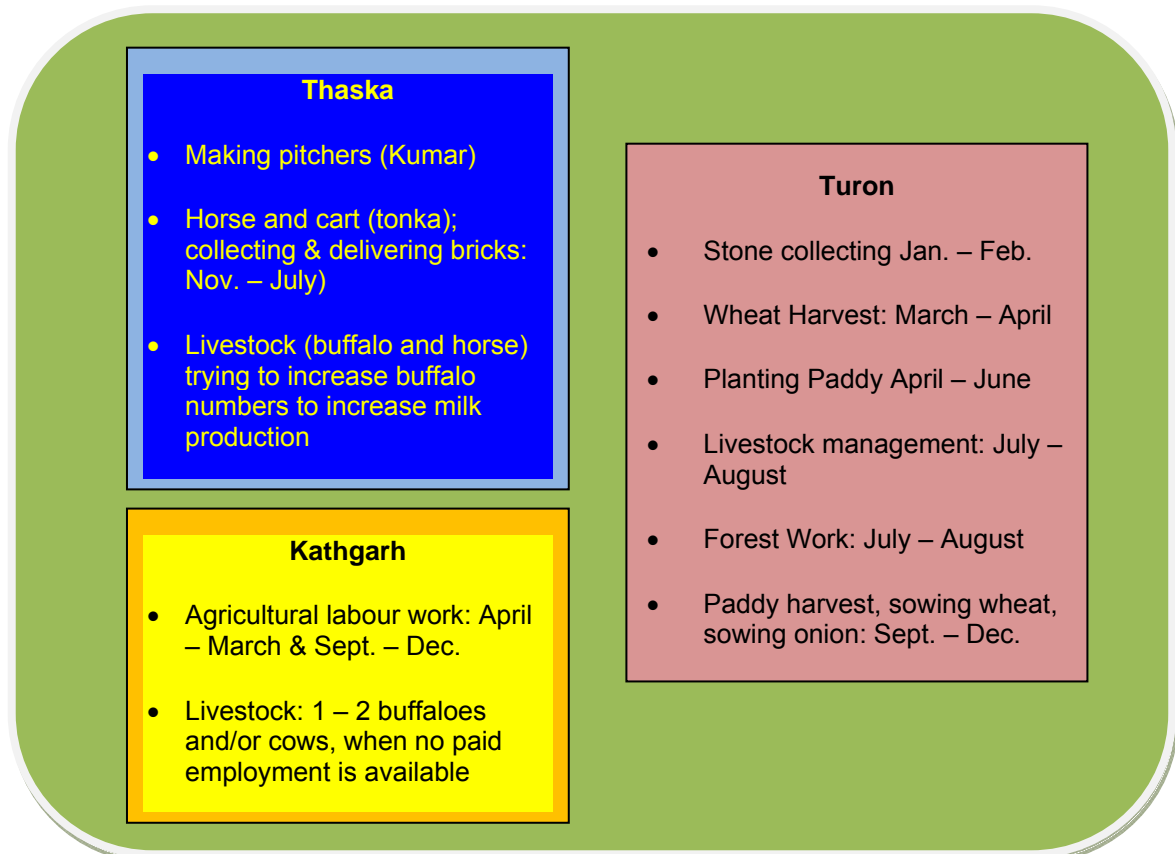 Thaska
• Making pitchers (Kumar)
• Horse and cart (tonka);
collecting & delivering bricks:
Nov. – July)
• Livestock (buffalo and horse)
trying to increase buffalo
numbers to increase milk
production
Kathgarh
• Agricultural labour work: April
– March & Sept. – Dec.
• Livestock: 1 – 2 buffaloes
and/or cows, when no paid
employment is available
Turon
• Stone collecting Jan. – Feb.
• Wheat Harvest: March – April
• Planting Paddy April – June
• Livestock management: July –
August
• Forest Work: July – August
• Paddy harvest, sowing wheat,
sowing onion: Sept. – Dec.